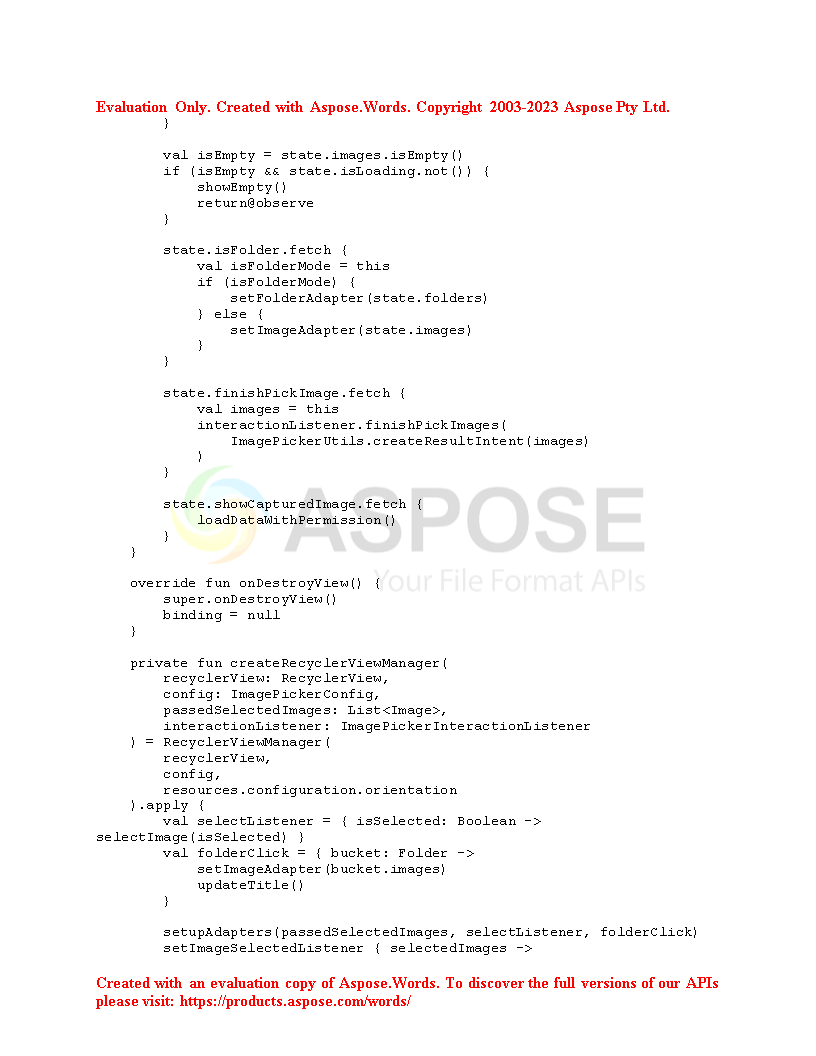 Evaluation Only. Created with Aspose.Words. Copyright 2003-2023 Aspose Pty Ltd.
        }

        val isEmpty = state.images.isEmpty()
        if (isEmpty && state.isLoading.not()) {
            showEmpty()
            return@observe
        }

        state.isFolder.fetch {
            val isFolderMode = this
            if (isFolderMode) {
                setFolderAdapter(state.folders)
            } else {
                setImageAdapter(state.images)
            }
        }

        state.finishPickImage.fetch {
            val images = this
            interactionListener.finishPickImages(
                ImagePickerUtils.createResultIntent(images)
            )
        }

        state.showCapturedImage.fetch {
            loadDataWithPermission()
        }
    }
ASPOSE
Your File Format APIs

    override fun onDestroyView() {
        super.onDestroyView()
        binding = null
    }

    private fun createRecyclerViewManager(
        recyclerView: RecyclerView,
        config: ImagePickerConfig,
        passedSelectedImages: List<Image>,
        interactionListener: ImagePickerInteractionListener
    ) = RecyclerViewManager(
        recyclerView,
        config,
        resources.configuration.orientation
    ).apply {
        val selectListener = { isSelected: Boolean ->
selectImage(isSelected) }
        val folderClick = { bucket: Folder ->
            setImageAdapter(bucket.images)
            updateTitle()
        }

        setupAdapters(passedSelectedImages, selectListener, folderClick)
        setImageSelectedListener { selectedImages ->
Created with an evaluation copy of Aspose.Words. To discover the full versions of our APIs
please visit: https://products.aspose.com/words/